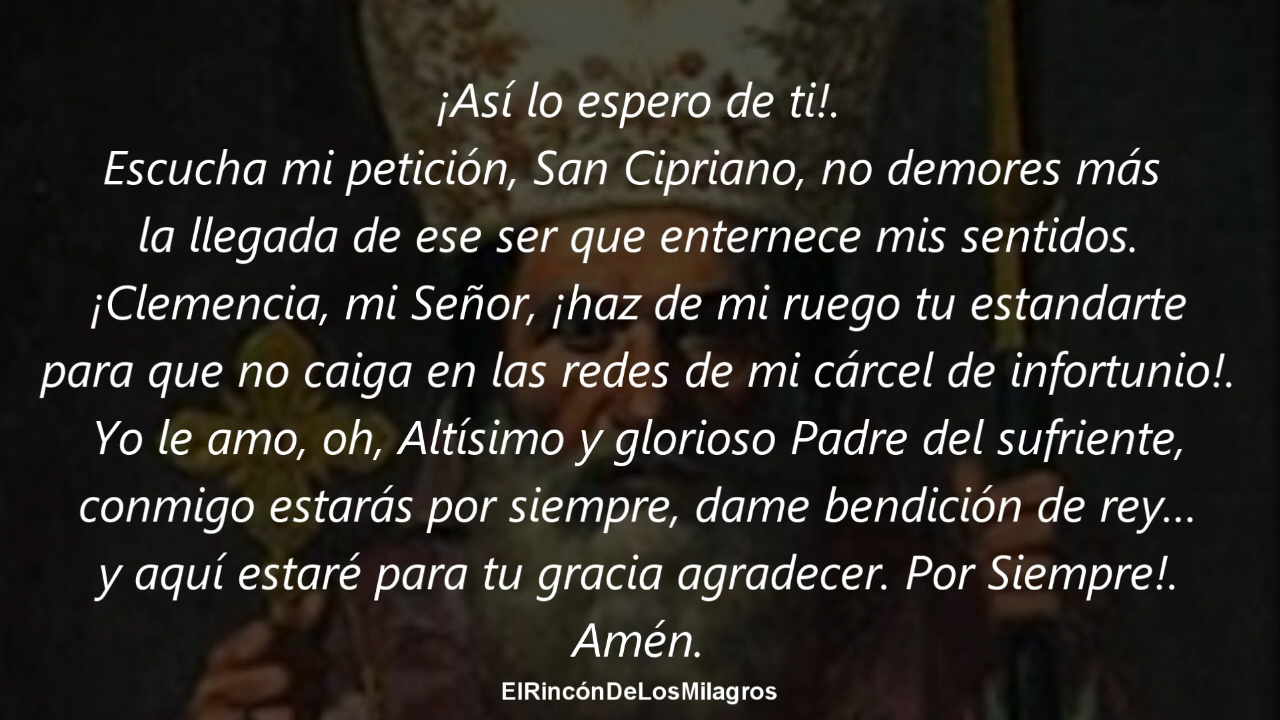 ¡Así lo espero de ti!.
Escucha mi petición, San Cipriano, no demores más
la llegada de ese ser que enternece mis sentidos.
¡Clemencia, mi Señor, ¡haz de mi ruego tu estandarte
para que no caiga en las redes de mi cárcel de infortunio!.
Yo le amo, oh, Altísimo y glorioso Padre del sufriente,
conmigo estarás por siempre, dame bendición de rey...
y aquí estaré para tu gracia agradecer. Por Siempre!.
Amén.
ElRincónDeLosMilagros